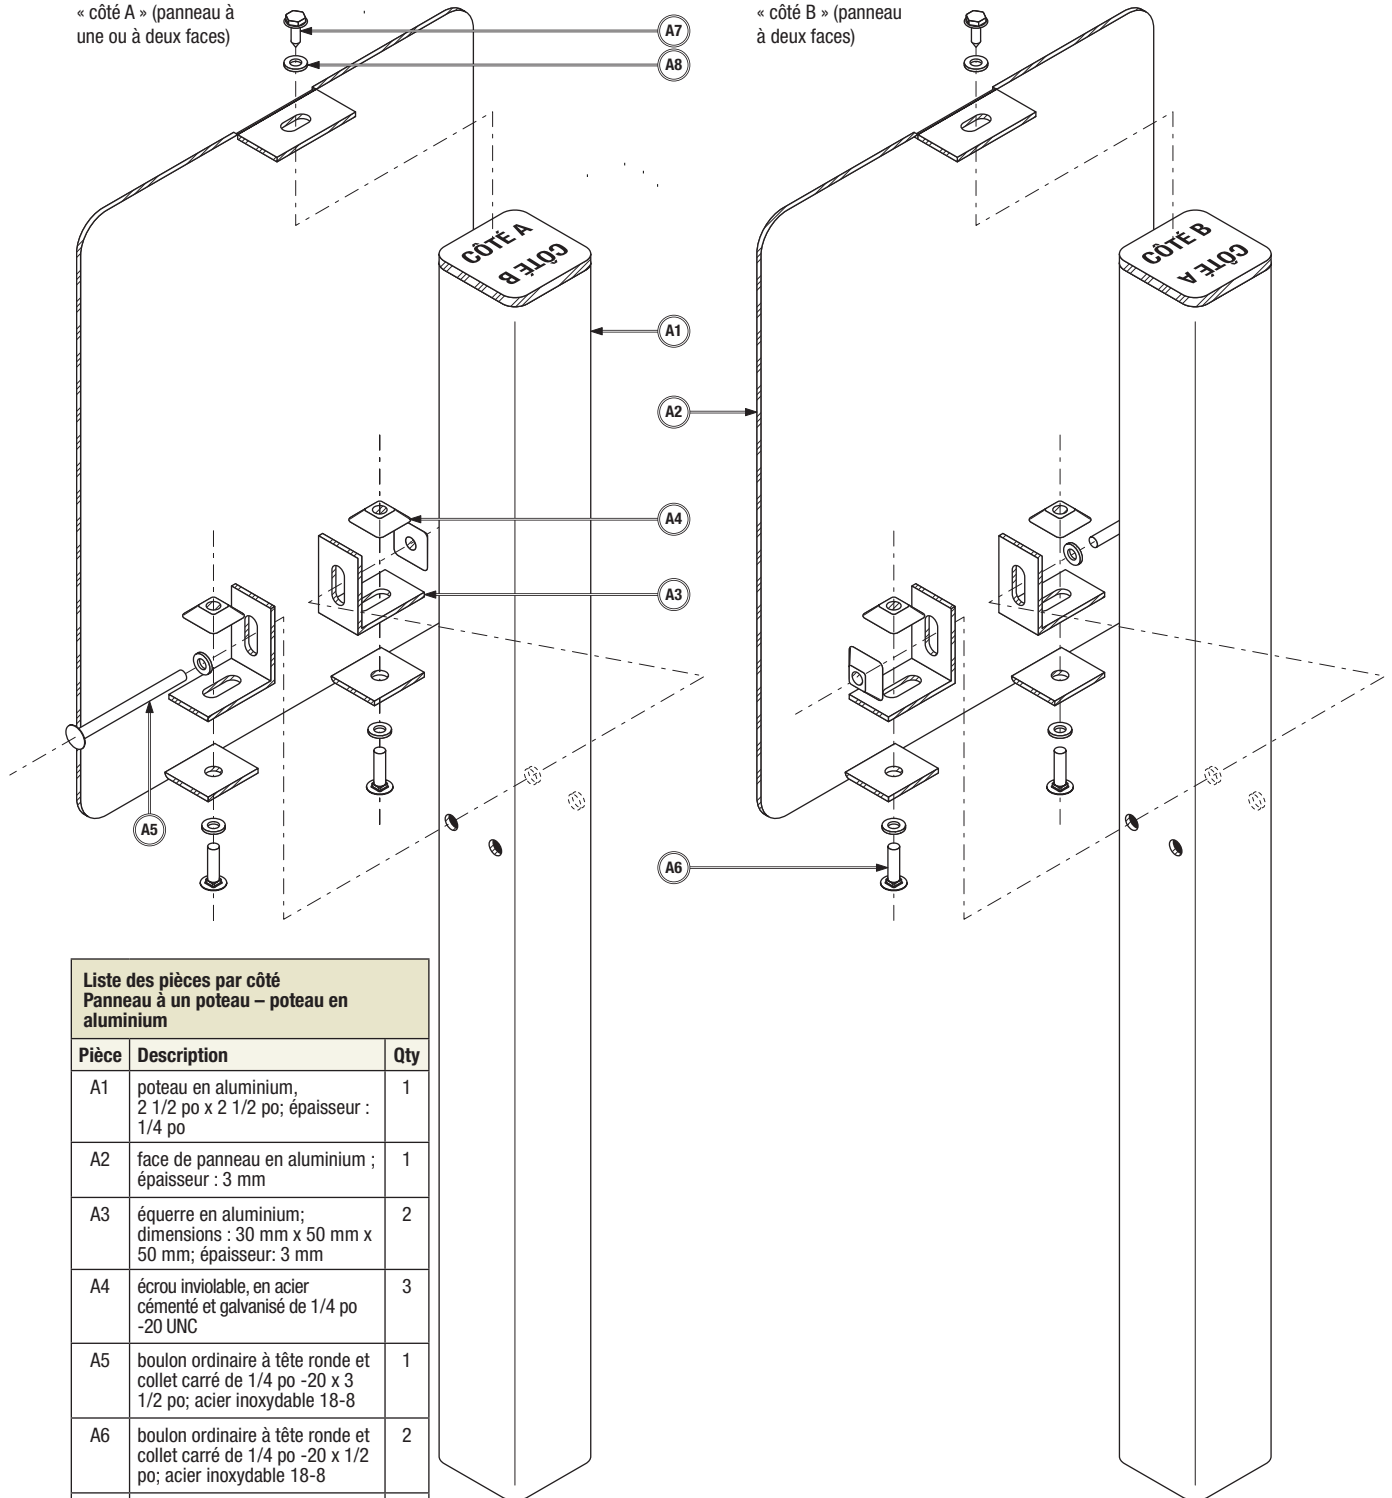 « côté A » (panneau à
une ou à deux faces)
« côté B » (panneau
à deux faces)
A7
A8
CÔTÉ A
CÔTÉ B
CÔTÉ B
CÔTÉ A
A1
A2
A4
A3
A5
A6
Liste des pièces par côté
Panneau à un poteau – poteau en
aluminium
Pièce Description Qty
A1 poteau en aluminium, 1
2 1/2 po x 2 1/2 po; épaisseur :
1/4 po
A2 face de panneau en aluminium ; 1
épaisseur : 3 mm
A3 équerre en aluminium; 2
dimensions : 30 mm x 50 mm x
50 mm; épaisseur: 3 mm
A4 écrou inviolable, en acier 3
cémenté et galvanisé de 1/4 po
-20 UNC
A5 boulon ordinaire à tête ronde et 1
collet carré de 1/4 po -20 x 3
1/2 po; acier inoxydable 18-8
A6 boulon ordinaire à tête ronde et 2
collet carré de 1/4 po -20 x 1/2
po; acier inoxydable 18-8